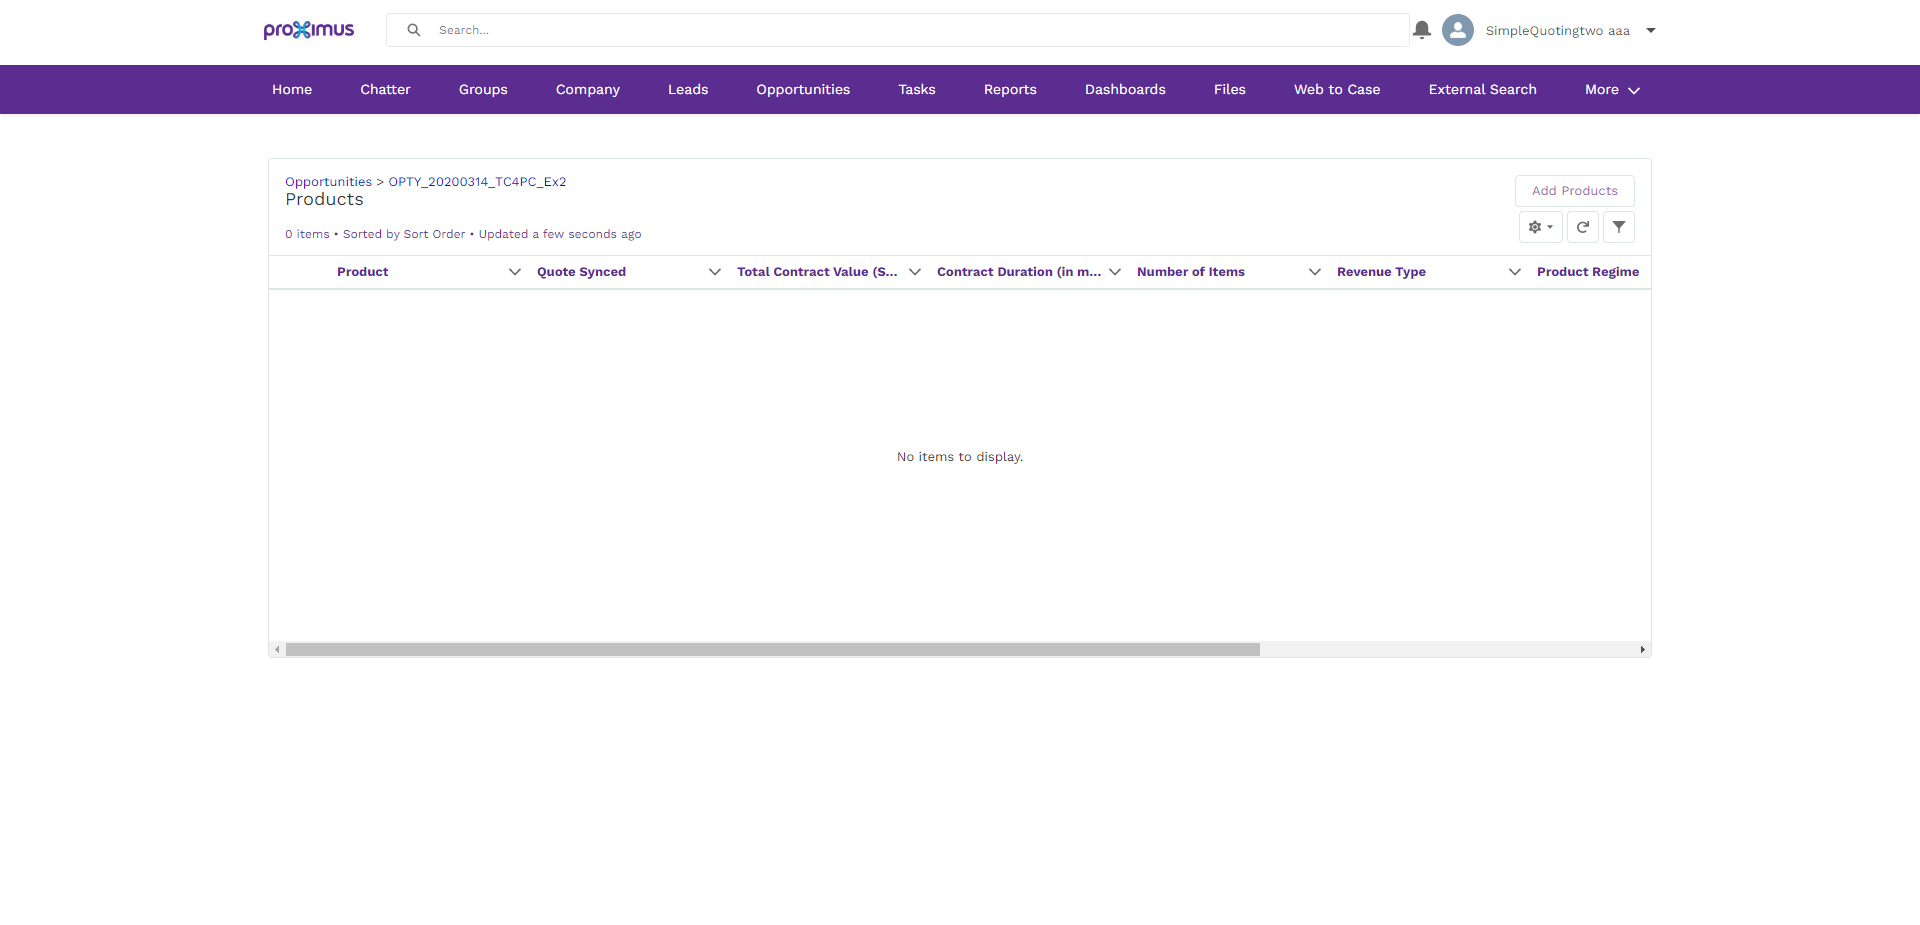 proximus
Search...
SimpleQuotingtwo aaa
Home Chatter Groups Company Leads Opportunities Tasks Reports Dashboards Files Web to Case External Search More
Opportunities > OPTY_20200314_TC4PC_Ex2
Products
Add Products
0 items • Sorted by Sort Order • Updated a few seconds ago
Product Quote Synced Total Contract Value (S... Contract Duration (in m... Number of Items Revenue Type Product Regime
No items to display.